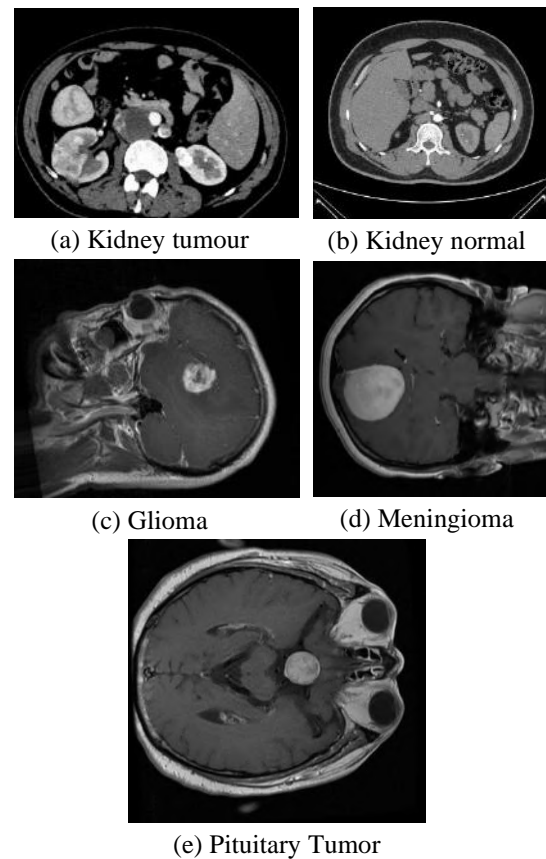 (a) Kidney tumour
(b) Kidney normal
(c) Glioma
(d) Meningioma
(e) Pituitary Tumor